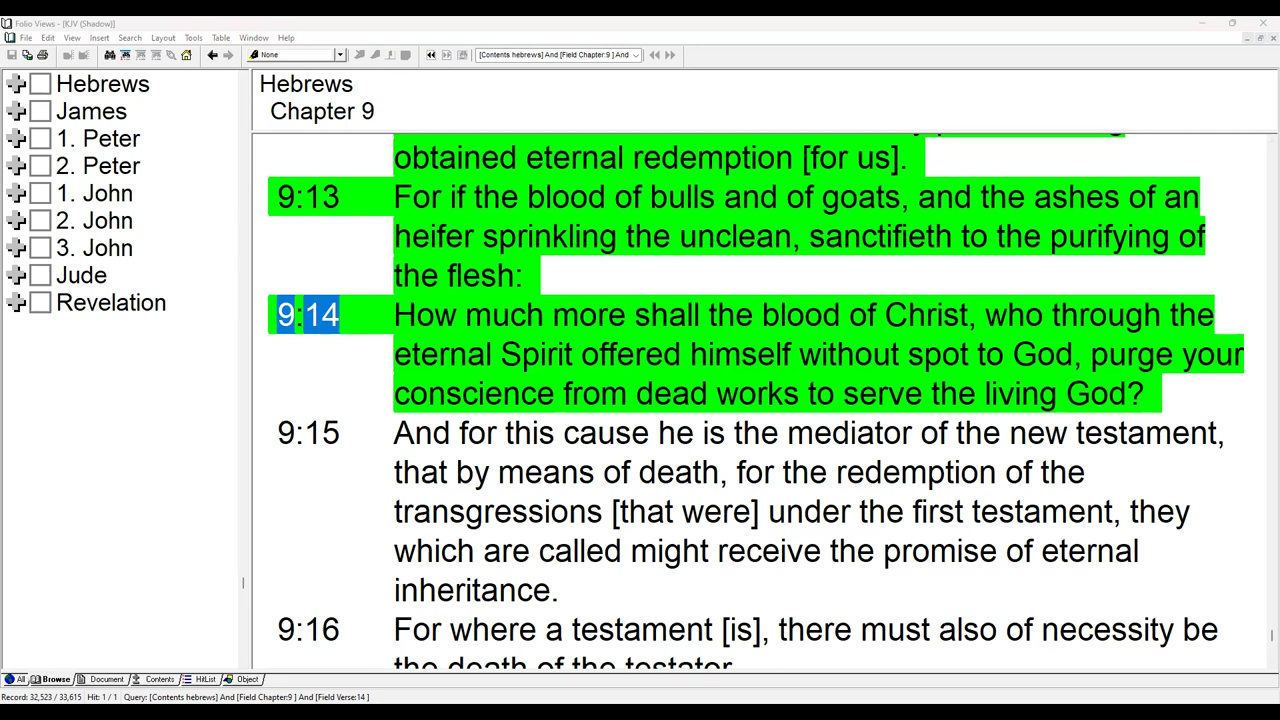 Folio Views - [KJV (Shadow)]
File Edit View Insert Search Layout Tools Table Window Help
None
[Contents hebrews] And [Field Chapter:9 ] And
Hebrews
James
1. Peter
2. Peter
1. John
2. John
3. John
Jude
Revelation
Hebrews
Chapter 9
obtained eternal redemption [for us].
9:13 For if the blood of bulls and of goats, and the ashes of an
heifer sprinkling the unclean, sanctifieth to the purifying of
the flesh:
9:14 How much more shall the blood of Christ, who through the
eternal Spirit offered himself without spot to God, purge your
conscience from dead works to serve the living God?
9:15 And for this cause he is the mediator of the new testament,
that by means of death, for the redemption of the
transgressions [that were] under the first testament, they
which are called might receive the promise of eternal
inheritance.
9:16 For where a testament [is], there must also of necessity be
the death of the testator.
All Browse Document Contents HitList Object
Record: 32,523 / 33,615 Hit: 1 / 1 Query: [Contents hebrews] And [Field Chapter:9 ] And [Field Verse:14 ]